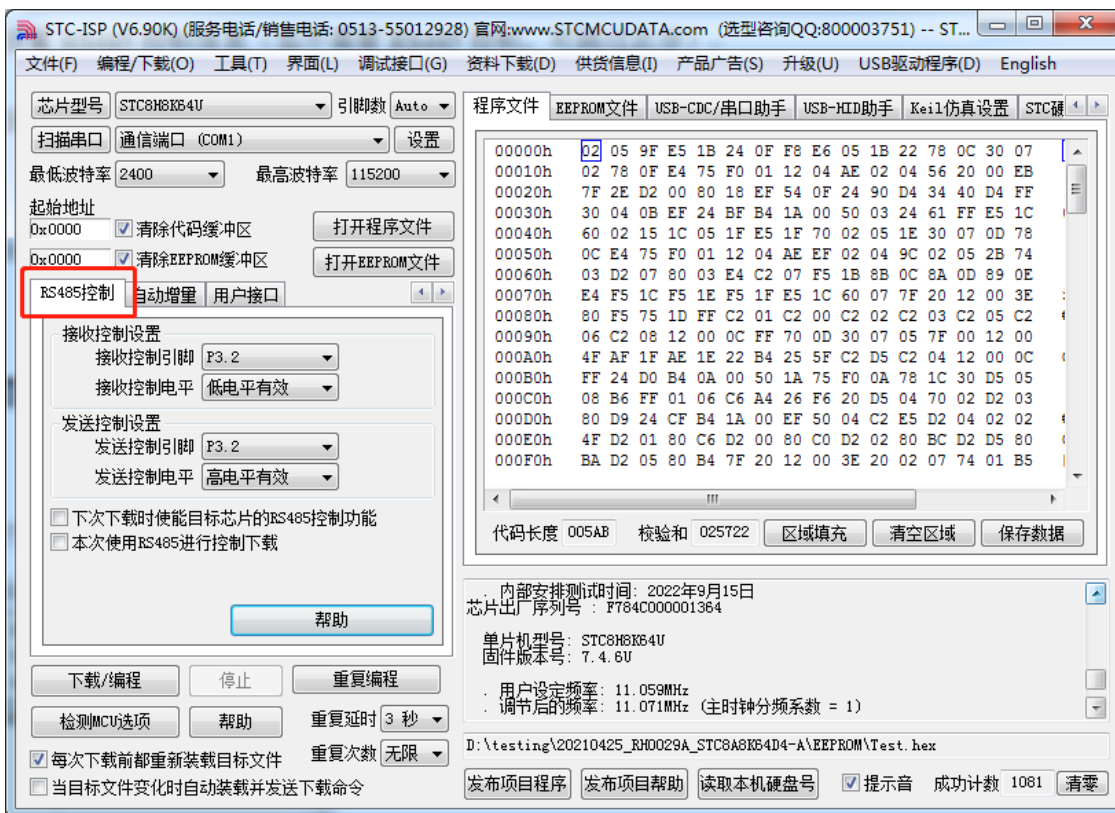 STC-ISP (V6.90K) (服务电话/销售电话: 0513-55012928) 官网:www.STCMCUDATA.com (选型咨询QQ:800003751) -- ST...
文件(F) 编程/下载(O) 工具(T) 界面(L) 调试接口(G) 资料下载(D) 供货信息(I) 产品广告(S) 升级(U) USB驱动程序(D) English
芯片型号 STC8H8K64U 引脚数 Auto
扫描串口 通信端口 (COM1) 设置
最低波特率 2400 最高波特率 115200
起始地址
0x0000 清除代码缓冲区 打开程序文件
0x0000 清除EEPROM缓冲区 打开EEPROM文件
RS485控制 自动增量 用户接口
接收控制设置
接收控制引脚 P3.2
接收控制电平 低电平有效
发送控制设置
发送控制引脚 P3.2
发送控制电平 高电平有效
下次下载时使能目标芯片的RS485控制功能
本次使用RS485进行控制下载
帮助
下载/编程 停止 重复编程
检测MCU选项 帮助 重复延时 3 秒
每次下载前都重新装载目标文件 重复次数 无限
当目标文件变化时自动装载并发送下载命令
程序文件 EEPROM文件 USB-CDC/串口助手 USB-HID助手 Keil仿真设置 STC硬
00000h 02 05 9F E5 1B 24 0F F8 E6 05 1B 22 78 0C 30 07
00010h 02 78 0F E4 75 F0 01 12 04 AE 02 04 56 20 00 EB
00020h 7F 2E D2 00 80 18 EF 54 0F 24 90 D4 34 40 D4 FF
00030h 30 04 0B EF 24 BF B4 1A 00 50 03 24 61 FF E5 1C
00040h 60 02 15 1C 05 1F E5 1F 70 02 05 1E 30 07 0D 78
00050h 0C E4 75 F0 01 12 04 AE EF 02 04 9C 02 05 2B 74
00060h 03 D2 07 80 03 E4 C2 07 F5 1B 8B 0C 8A 0D 89 0E
00070h E4 F5 1C F5 1E F5 1F E5 1C 60 07 7F 20 12 00 3E
00080h 80 F5 75 1D FF C2 01 C2 00 C2 02 C2 03 C2 05 C2
00090h 06 C2 08 12 00 0C FF 70 0D 30 07 05 7F 00 12 00
000A0h 4F AF 1F AE 1E 22 B4 25 5F C2 D5 C2 04 12 00 0C
000B0h FF 24 D0 B4 0A 00 50 1A 75 F0 0A 78 1C 30 D5 05
000C0h 08 B6 FF 01 06 C6 A4 26 F6 20 D5 04 70 02 D2 03
000D0h 80 D9 24 CF B4 1A 00 EF 50 04 C2 E5 D2 04 02 02
000E0h 4F D2 01 80 C6 D2 00 80 C0 D2 02 80 BC D2 D5 80
000F0h BA D2 05 80 B4 7F 20 12 00 3E 20 02 07 74 01 B5
代码长度 005AB 校验和 025722 区域填充 清空区域 保存数据
. 内部安排测试时间: 2022年9月15日
芯片出厂序列号 : F784C000001364
单片机型号: STC8H8K64U
固件版本号: 7.4.6U
. 用户设定频率: 11.059MHz
. 调节后的频率: 11.071MHz (主时钟分频系数 = 1)
D:\testing\20210425_RH0029A_STC8A8K64D4-A\EEPROM\Test.hex
发布项目程序 发布项目帮助 读取本机硬盘号 提示音 成功计数 1081 清零